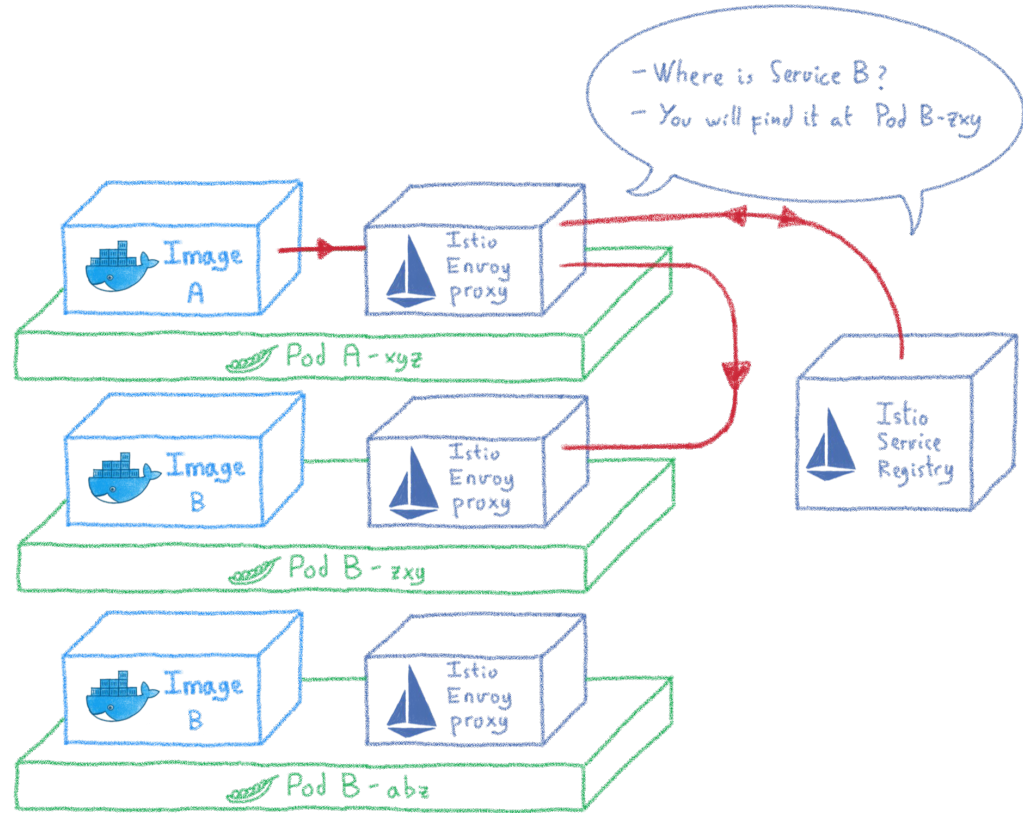 - Where is Service B?
- You will find it at Pod B-zxy
Image
A
Istio
Envoy
proxy
Pod A-xyz
Istio
Service
Registry
Image
B
Istio
Envoy
proxy
Pod B-zxy
Image
B
Istio
Envoy
proxy
Pod B-abz